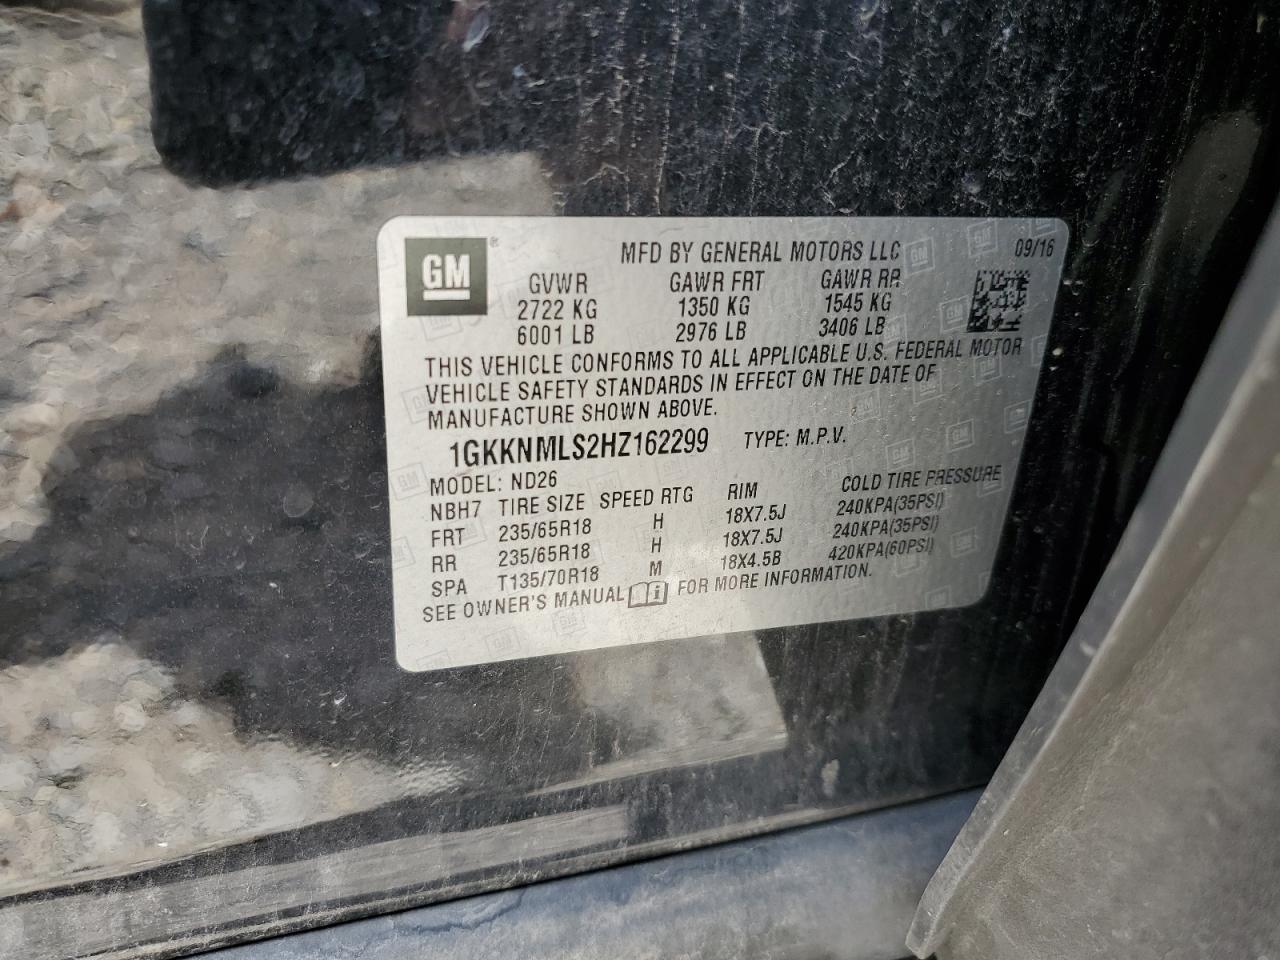 GM® MFD BY GENERAL MOTORS LLC 09/16
GVWR GAWR FRT GAWR RR
2722 KG 1350 KG 1545 KG
6001 LB 2976 LB 3406 LB
THIS VEHICLE CONFORMS TO ALL APPLICABLE U.S. FEDERAL MOTOR
VEHICLE SAFETY STANDARDS IN EFFECT ON THE DATE OF
MANUFACTURE SHOWN ABOVE.
1GKKNMLS2HZ162299 TYPE: M.P.V.
MODEL: ND26
NBH7 TIRE SIZE SPEED RTG RIM COLD TIRE PRESSURE
FRT 235/65R18 H 18X7.5J 240KPA(35PSI)
RR 235/65R18 H 18X7.5J 240KPA(35PSI)
SPA T135/70R18 M 18X4.5B 420KPA(60PSI)
SEE OWNER'S MANUAL FOR MORE INFORMATION.